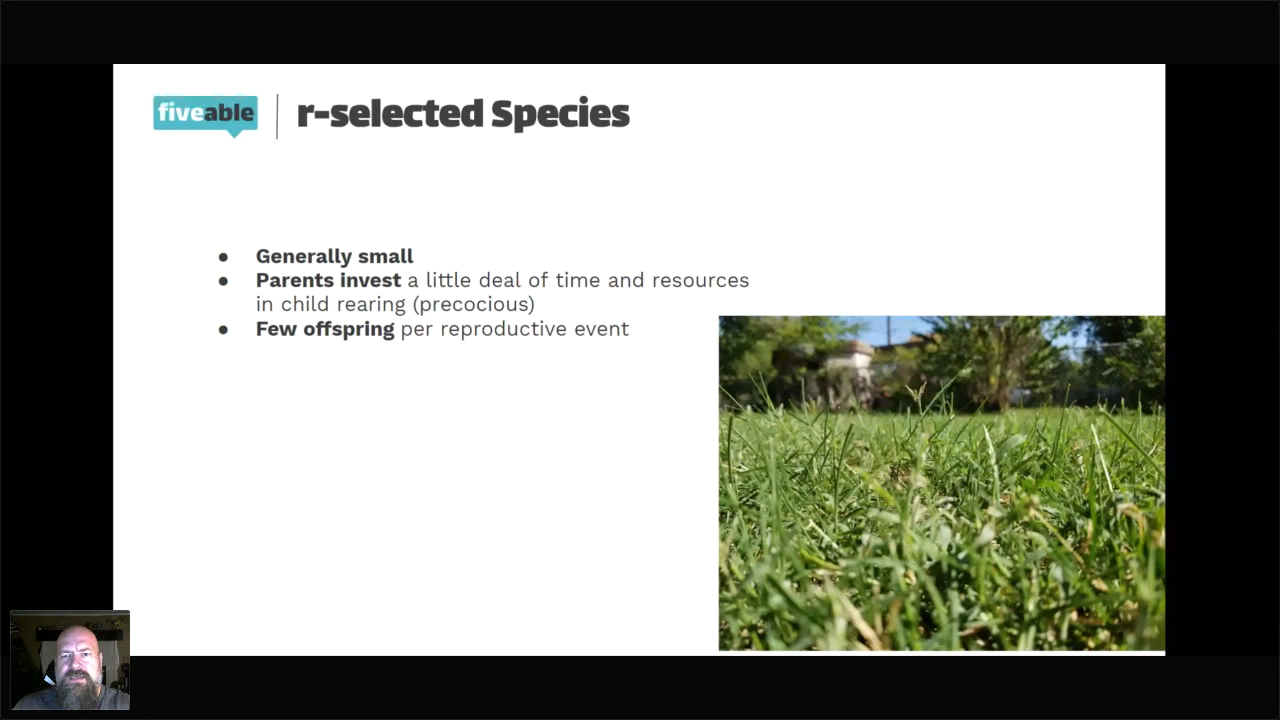 fiveable
r-selected Species
● Generally small
● Parents invest a little deal of time and resources
in child rearing (precocious)
● Few offspring per reproductive event